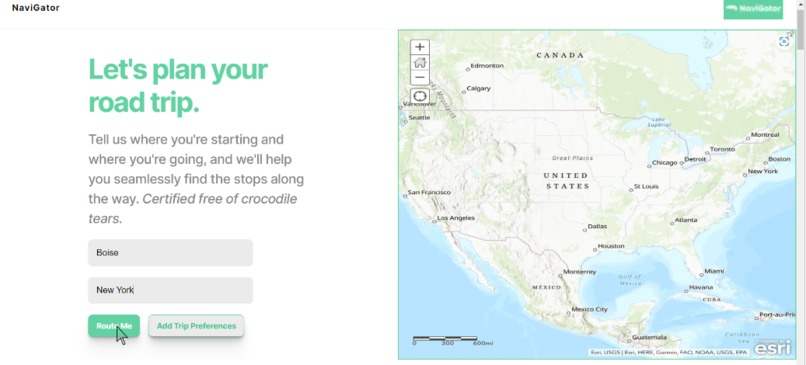 NaviGator
NaviGator
Let's plan your
road trip.
Tell us where you're starting and
where you're going, and we'll help
you seamlessly find the stops along
the way. Certified free of crocodile
tears.
Boise
New York
Route Me
Add Trip Preferences
CANADA
Edmonton
Calgary
Vancouver
Seattle
Lake
Superior
Montreal
Toronto
Great Plains
Chicago
Detroit
Boston
New York
UNITED
STATES
St Louis
San Francisco
Los Angeles
Atlanta
Dallas
Houston
Monterrey
Gulf of
Mexico
Miami
MÉXICO
Havana
CUBA
Mexico City
Port-au-Pri
Caribbean
Sea
Guatemala
0 300 600mi
Esri, USGS | Esri, HERE, Garmin, FAO, NOAA, USGS, EPA
esri